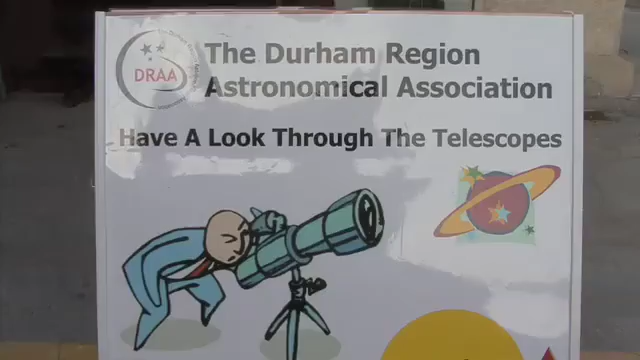 DRAA
The Durham Region
Astronomical Association
Have A Look Through The Telescopes